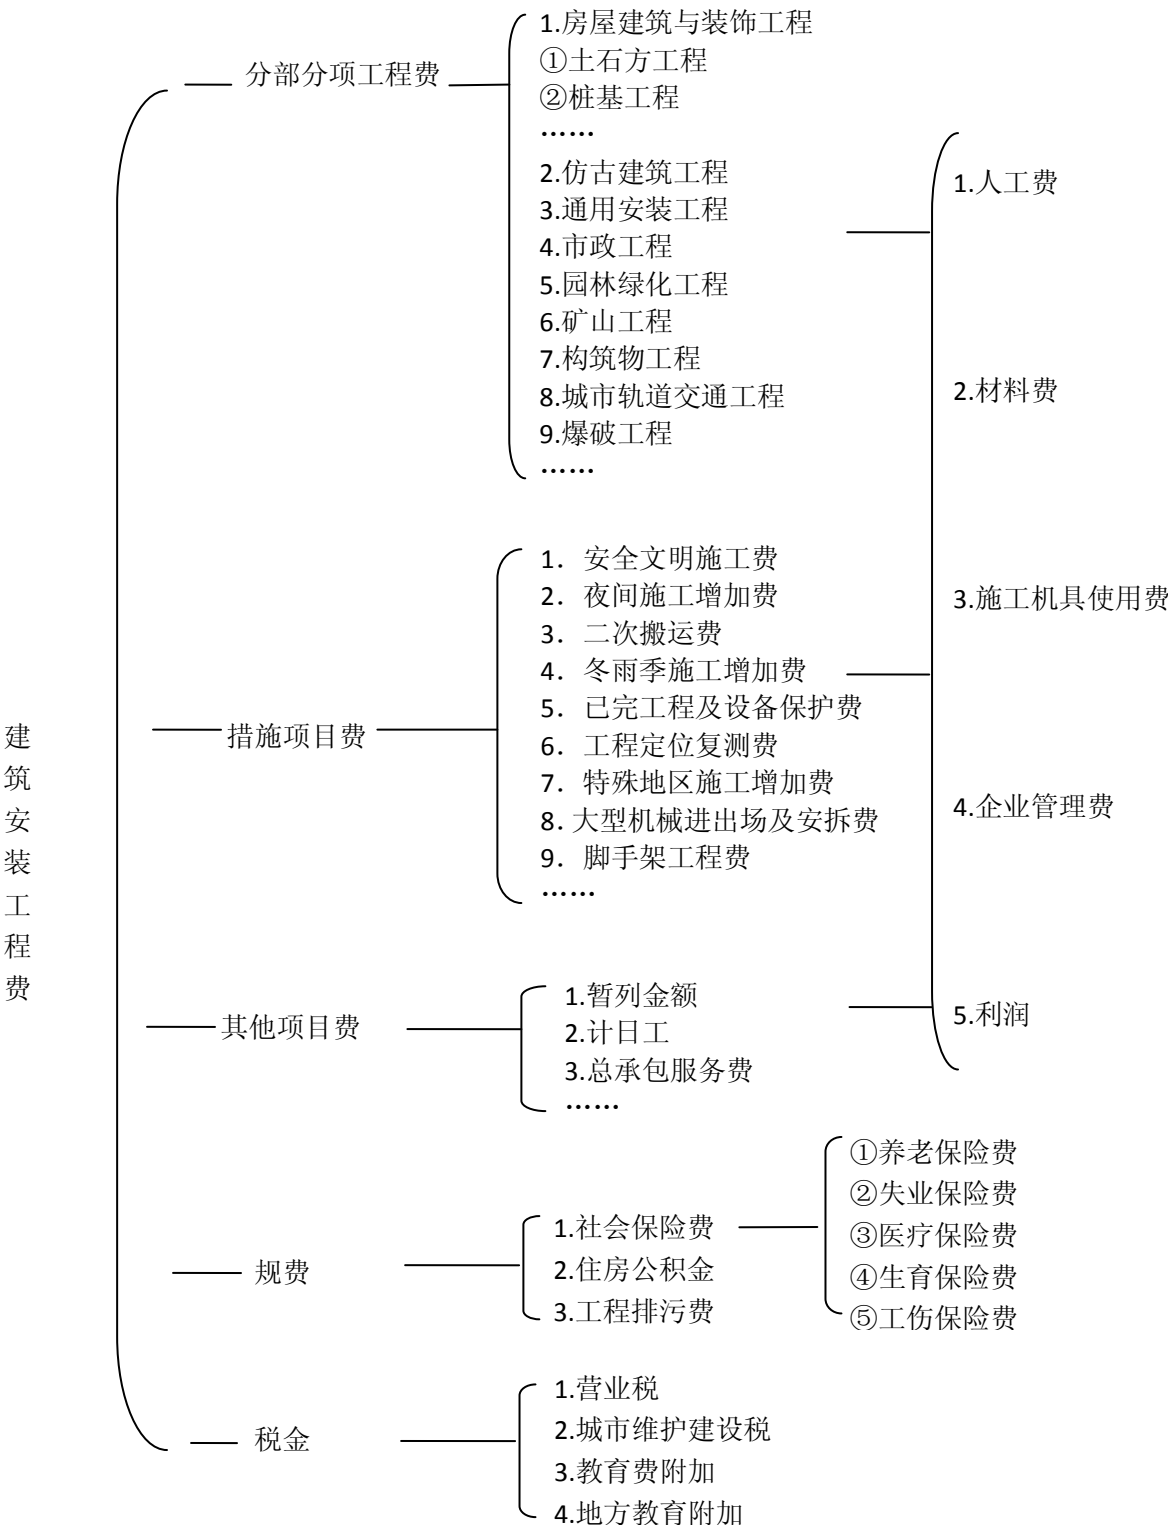 建筑安装工程费
分部分项工程费
1.房屋建筑与装饰工程
①土石方工程
②桩基工程
……
2.仿古建筑工程
3.通用安装工程
4.市政工程
5.园林绿化工程
6.矿山工程
7.构筑物工程
8.城市轨道交通工程
9.爆破工程
……
措施项目费
1. 安全文明施工费
2. 夜间施工增加费
3. 二次搬运费
4. 冬雨季施工增加费
5. 已完工程及设备保护费
6. 工程定位复测费
7. 特殊地区施工增加费
8. 大型机械进出场及安拆费
9. 脚手架工程费
……
其他项目费
1.暂列金额
2.计日工
3.总承包服务费
……
1.人工费
2.材料费
3.施工机具使用费
4.企业管理费
5.利润
规费
1.社会保险费
2.住房公积金
3.工程排污费
①养老保险费
②失业保险费
③医疗保险费
④生育保险费
⑤工伤保险费
税金
1.营业税
2.城市维护建设税
3.教育费附加
4.地方教育附加